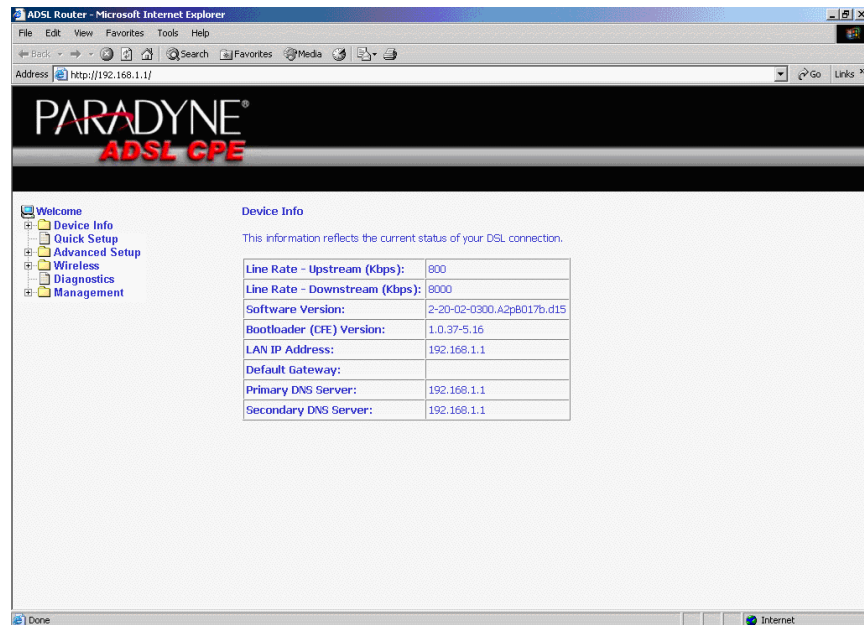 ADSL Router - Microsoft Internet Explorer
File Edit View Favorites Tools Help
Back Search Favorites Media
Address http://192.168.1.1/ Go Links
PARADYNE®
ADSL CPE
Welcome
Device Info
Quick Setup
Advanced Setup
Wireless
Diagnostics
Management
Device Info
This information reflects the current status of your DSL connection.
Line Rate - Upstream (Kbps): 800
Line Rate - Downstream (Kbps): 8000
Software Version: 2-20-02-0300.A2pB017b.d15
Bootloader (CFE) Version: 1.0.37-5.16
LAN IP Address: 192.168.1.1
Default Gateway:
Primary DNS Server: 192.168.1.1
Secondary DNS Server: 192.168.1.1
Done Internet